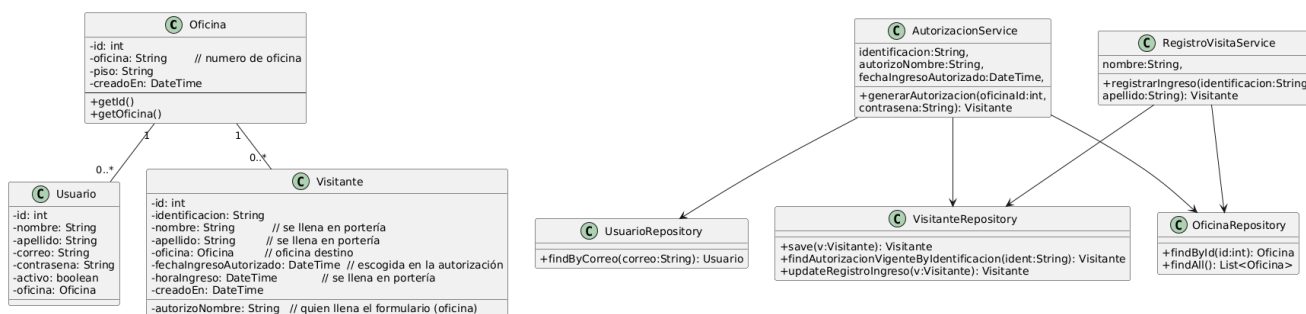 C Oficina
-id: int
-oficina: String // numero de oficina
-piso: String
-creadoEn: DateTime
+getId()
+getOficina()
1
1
0..*
0..*
C Usuario
-id: int
-nombre: String
-apellido: String
-correo: String
-contrasena: String
-activo: boolean
-oficina: Oficina
C Visitante
-id: int
-identificacion: String
-nombre: String // se llena en portería
-apellido: String // se llena en portería
-oficina: Oficina // oficina destino
-fechaIngresoAutorizado: DateTime // escogida en la autorización
-horaIngreso: DateTime // se llena en portería
-creadoEn: DateTime
-autorizoNombre: String // quien llena el formulario (oficina)
C AutorizacionService
identificacion:String,
autorizoNombre:String,
fechaIngresoAutorizado:DateTime,
+generarAutorizacion(oficinaId:int,
contrasena:String): Visitante
C RegistroVisitaService
nombre:String,
+registrarIngreso(identificacion:String
apellido:String): Visitante
C UsuarioRepository
+findByCorreo(correo:String): Usuario
C VisitanteRepository
+save(v:Visitante): Visitante
+findAutorizacionVigenteByIdentificacion(ident:String): Visitante
+updateRegistroIngreso(v:Visitante): Visitante
C OficinaRepository
+findById(id:int): Oficina
+findAll(): List<Oficina>